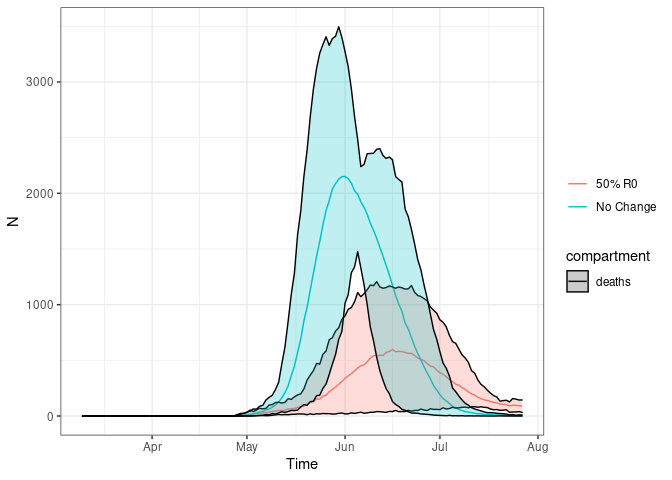 3000
2000
1000
0
N
Apr
May
Jun
Jul
Aug
Time
50% R0
No Change
compartment
deaths